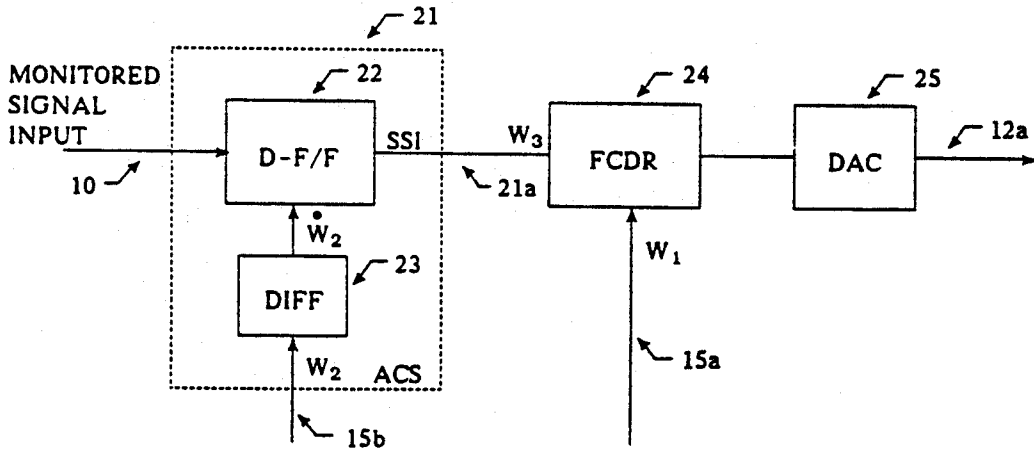 21
MONITORED
SIGNAL
INPUT
22
24
25
12a
D-F/F
SSI
W₃
FCDR
DAC
10
21a
Ẇ₂
W₁
23
DIFF
W₂
ACS
15a
15b